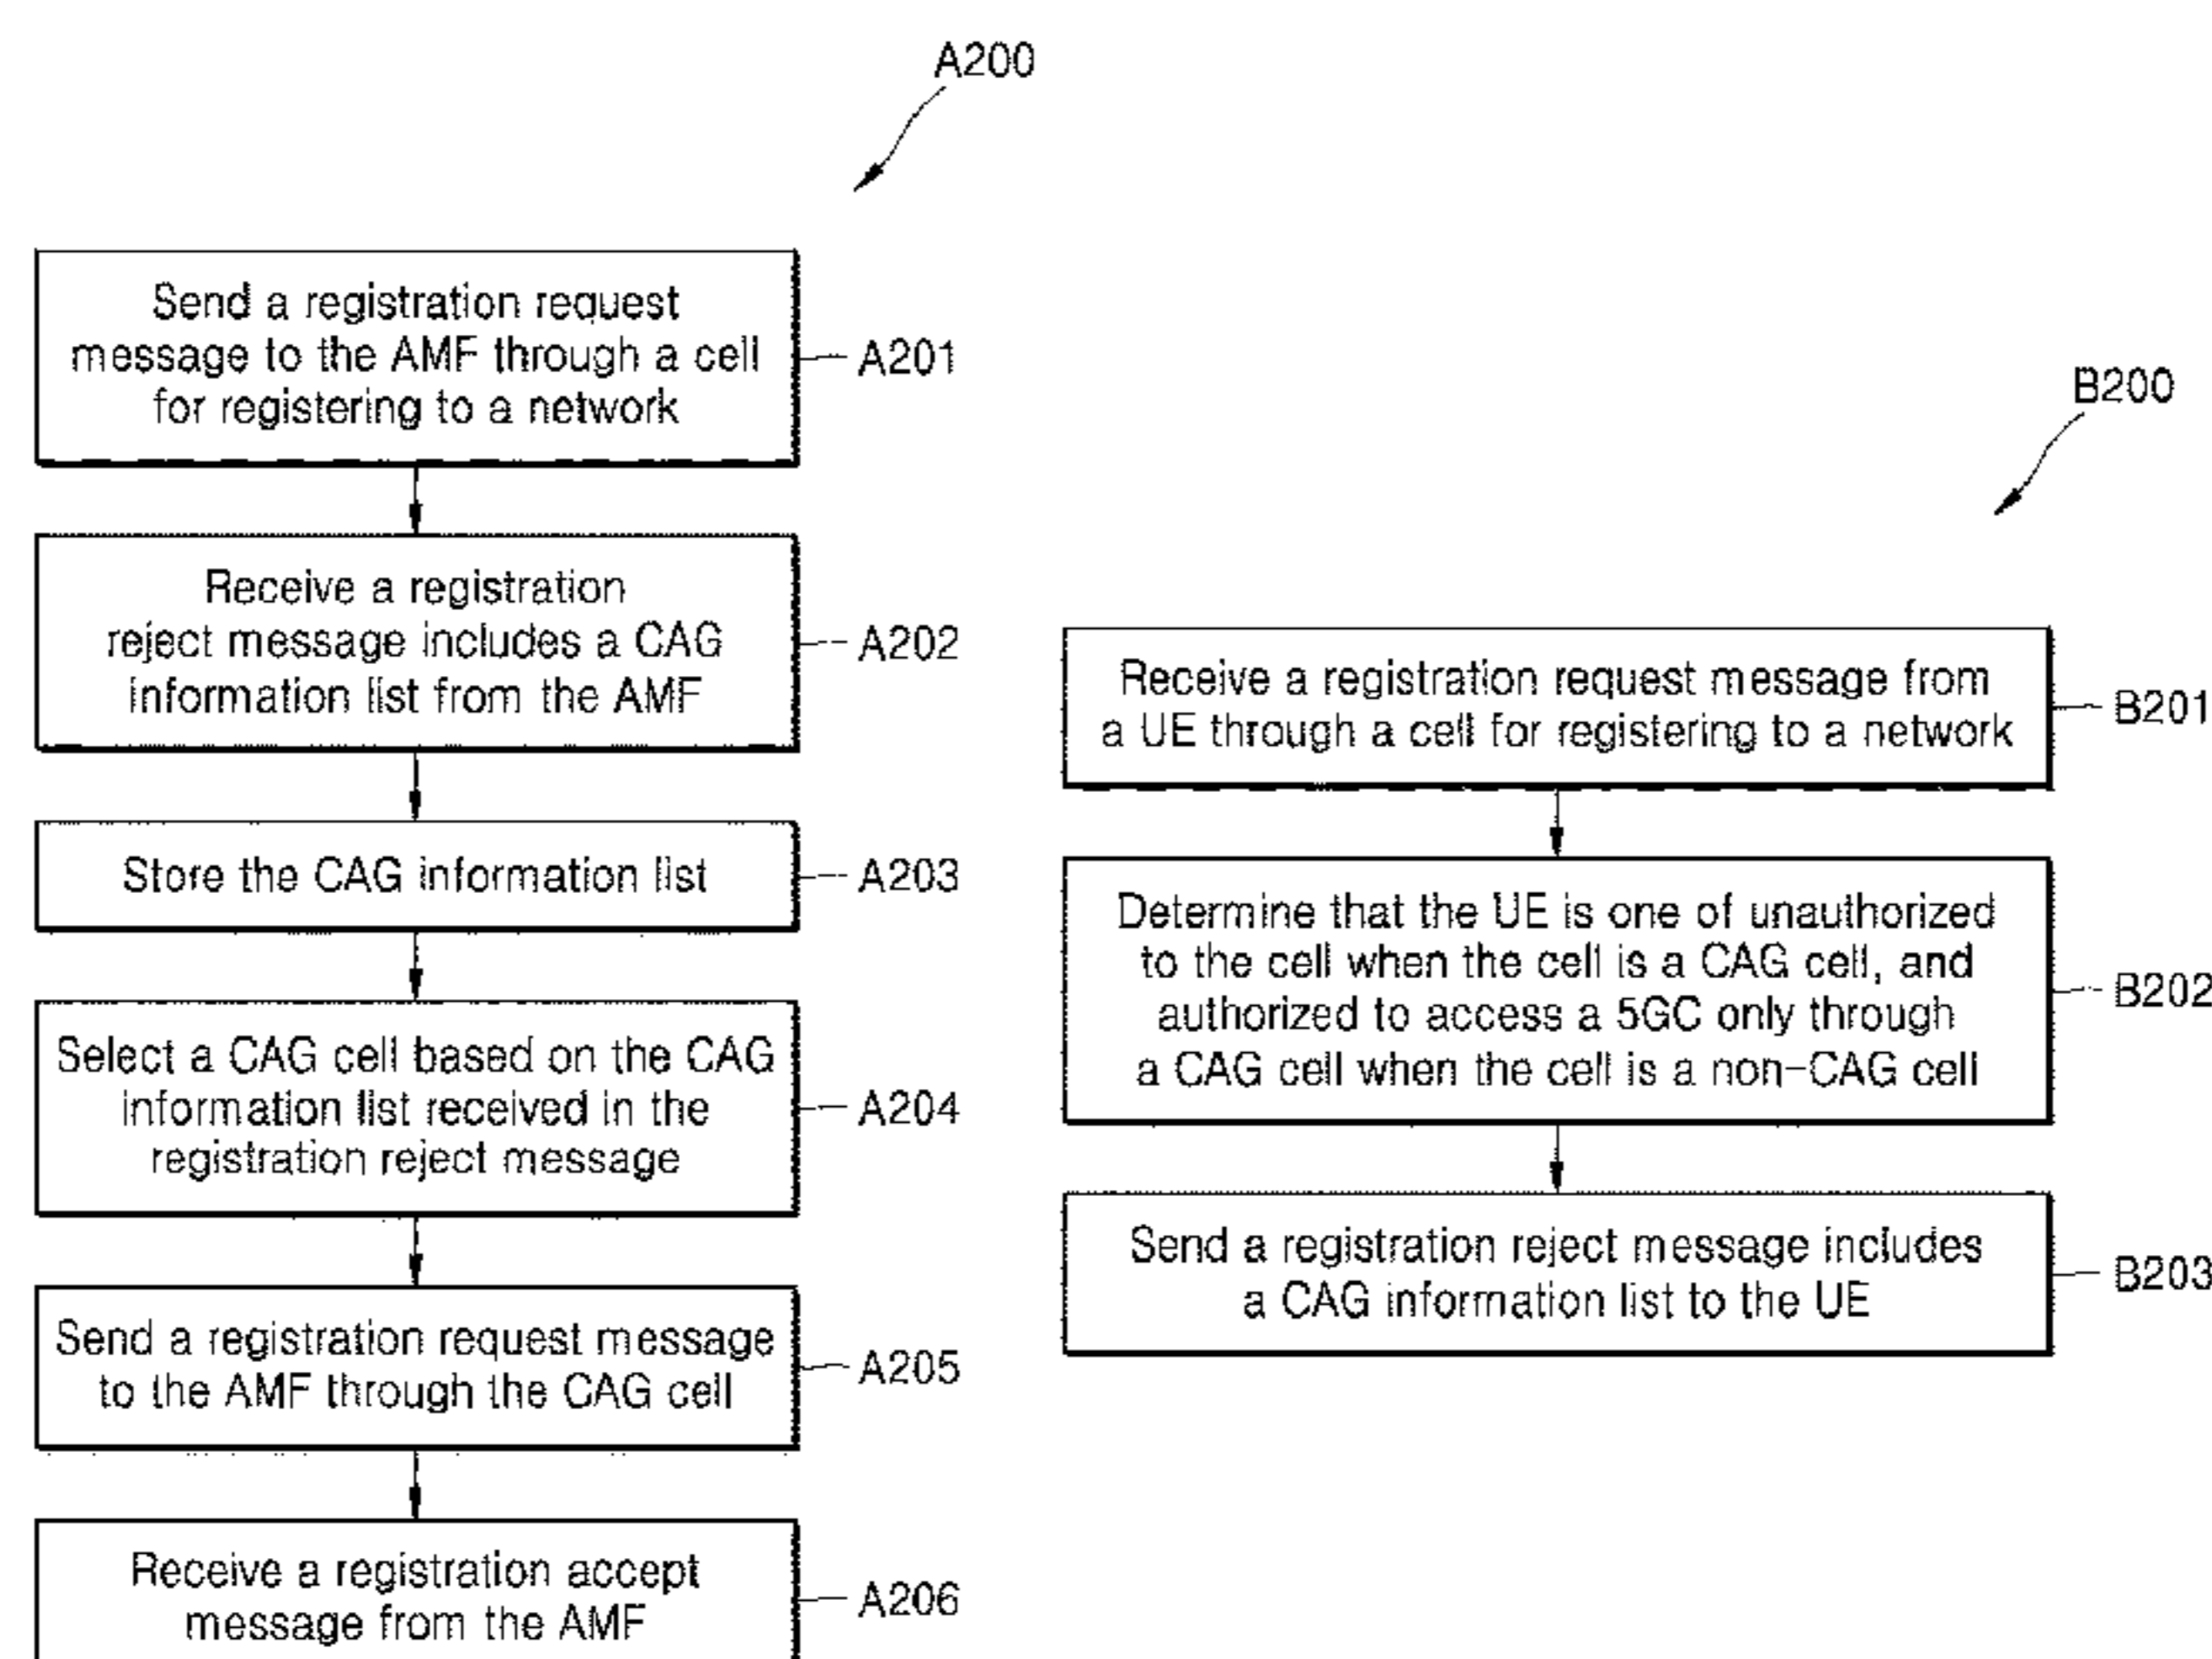 A200
Send a registration request
message to the AMF through a cell
for registering to a network
A201
Receive a registration
reject message includes a CAG
information list from the AMF
A202
Store the CAG information list
A203
Select a CAG cell based on the CAG
information list received in the
registration reject message
A204
Send a registration request message
to the AMF through the CAG cell
A205
Receive a registration accept
message from the AMF
A206
B200
Receive a registration request message from
a UE through a cell for registering to a network
B201
Determine that the UE is one of unauthorized
to the cell when the cell is a CAG cell, and
authorized to access a 5GC only through
a CAG cell when the cell is a non-CAG cell
B202
Send a registration reject message includes
a CAG information list to the UE
B203